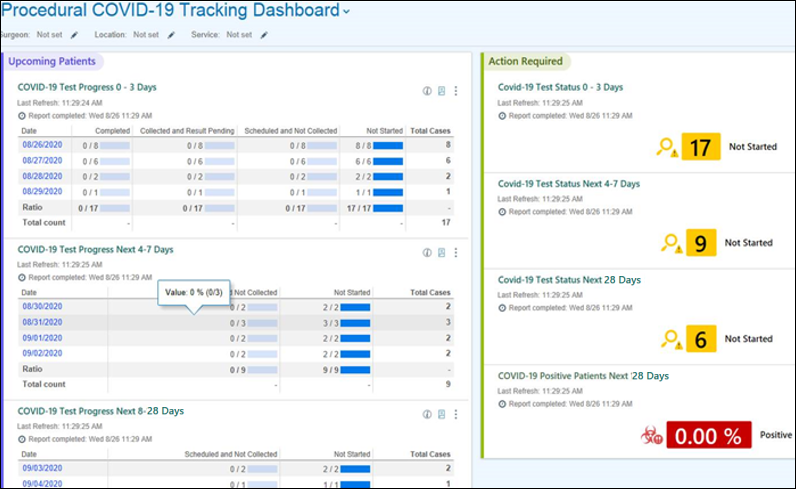 Procedural COVID-19 Tracking Dashboard
Surgeon: Not set Location: Not set Service: Not set
Upcoming Patients
COVID-19 Test Progress 0 - 3 Days
Last Refresh: 11:29:24 AM
Report completed: Wed 8/26 11:29 AM
Date Completed Collected and Result Pending Scheduled and Not Collected Not Started Total Cases
08/26/2020 0 / 8 0 / 8 0 / 8 8 / 8 8
08/27/2020 0 / 6 0 / 6 0 / 6 6 / 6 6
08/28/2020 0 / 2 0 / 2 0 / 2 2 / 2 2
08/29/2020 0 / 1 0 / 1 0 / 1 1 / 1 1
Ratio 0 / 17 0 / 17 0 / 17 17 / 17 -
Total count - - - - 17
COVID-19 Test Progress Next 4-7 Days
Last Refresh: 11:29:25 AM
Report completed: Wed 8/26 11:29 AM
Value: 0 % (0/3)
Date d Not Collected Not Started Total Cases
08/30/2020 0 / 2 2 / 2 2
08/31/2020 0 / 3 3 / 3 3
09/01/2020 0 / 2 2 / 2 2
09/02/2020 0 / 2 2 / 2 2
Ratio 0 / 9 9 / 9 -
Total count - - 9
COVID-19 Test Progress Next 8-28 Days
Last Refresh: 11:29:25 AM
Report completed: Wed 8/26 11:29 AM
Date Scheduled and Not Collected Not Started Total Cases
09/03/2020 0 / 2 2 / 2 2
09/04/2020 0 / 1 1 / 1 1
Action Required
Covid-19 Test Status 0 - 3 Days
Last Refresh: 11:29:25 AM
Report completed: Wed 8/26 11:29 AM
17 Not Started
Covid-19 Test Status Next 4-7 Days
Last Refresh: 11:29:25 AM
Report completed: Wed 8/26 11:29 AM
9 Not Started
Covid-19 Test Status Next 28 Days
Last Refresh: 11:29:25 AM
Report completed: Wed 8/26 11:29 AM
6 Not Started
COVID-19 Positive Patients Next 28 Days
Last Refresh: 11:29:25 AM
Report completed: Wed 8/26 11:29 AM
0.00 % Positive